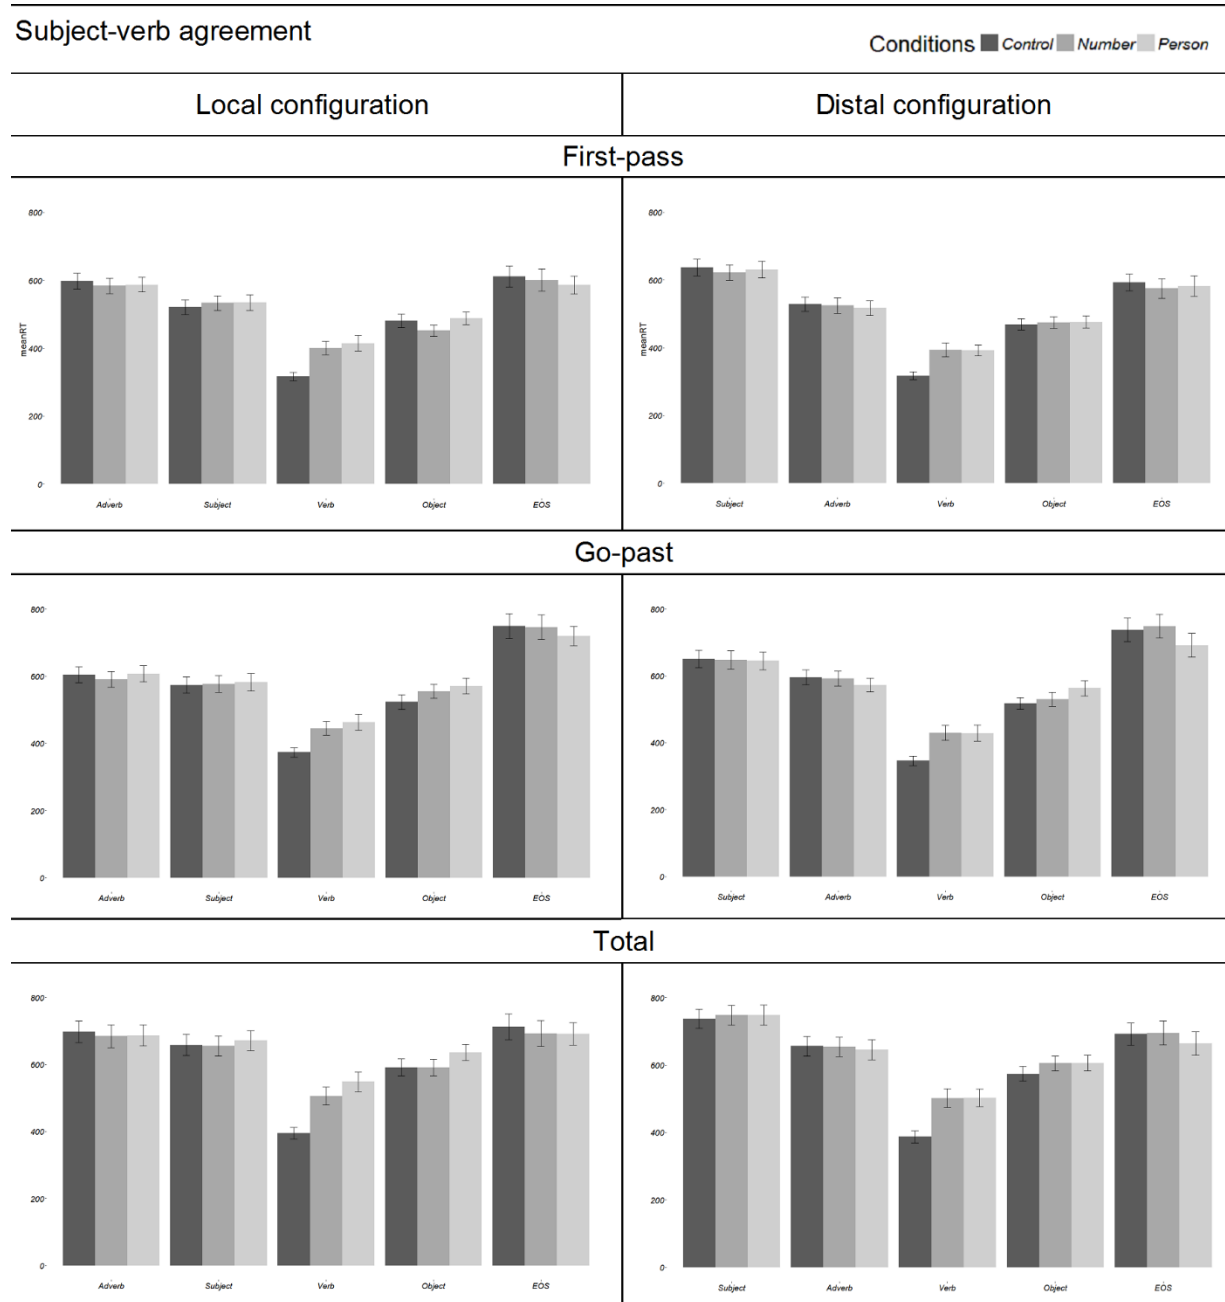 Subject-verb agreement
Conditions Control Number Person
Local configuration Distal configuration
First-pass
800-
600-
400-
200-
0-
meanRT
Adverb Subject Verb Object EOS
800-
600-
400-
200-
0-
meanRT
Subject Adverb Verb Object EOS
Go-past
800-
600-
400-
200-
0-
Adverb Subject Verb Object EOS
800-
600-
400-
200-
0-
Subject Adverb Verb Object EOS
Total
800-
600-
400-
200-
0-
Adverb Subject Verb Object EOS
800-
600-
400-
200-
0-
Subject Adverb Verb Object EOS